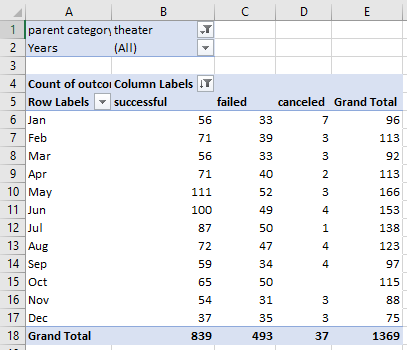 A B C D E
1 parent category theater
2 Years (All)
3
4 Count of outco Column Labels
5 Row Labels successful failed canceled Grand Total
6 Jan 56 33 7 96
7 Feb 71 39 3 113
8 Mar 56 33 3 92
9 Apr 71 40 2 113
10 May 111 52 3 166
11 Jun 100 49 4 153
12 Jul 87 50 1 138
13 Aug 72 47 4 123
14 Sep 59 34 4 97
15 Oct 65 50 115
16 Nov 54 31 3 88
17 Dec 37 35 3 75
18 Grand Total 839 493 37 1369